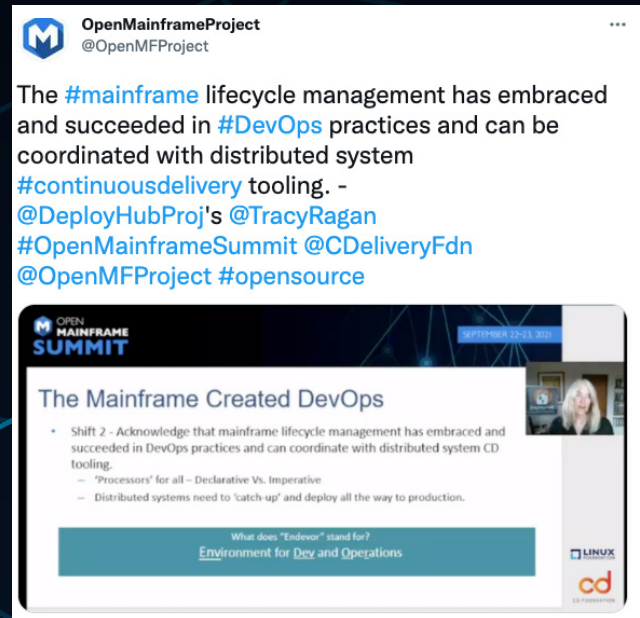 OpenMainframeProject
@OpenMFProject
The #mainframe lifecycle management has embraced
and succeeded in #DevOps practices and can be
coordinated with distributed system
#continuousdelivery tooling. -
@DeployHubProj's @TracyRagan
#OpenMainframeSummit @CDeliveryFdn
@OpenMFProject #opensource
OPEN
MAINFRAME
SUMMIT
SEPTEMBER 22-23, 2021
The Mainframe Created DevOps
• Shift 2 - Acknowledge that mainframe lifecycle management has embraced and
succeeded in DevOps practices and can coordinate with distributed system CD
tooling.
– 'Processors' for all – Declarative Vs. Imperative
– Distributed systems need to 'catch-up' and deploy all the way to production.
What does "Endevor" stand for?
Environment for Dev and Operations
LINUX
FOUNDATION
cd
CD FOUNDATION